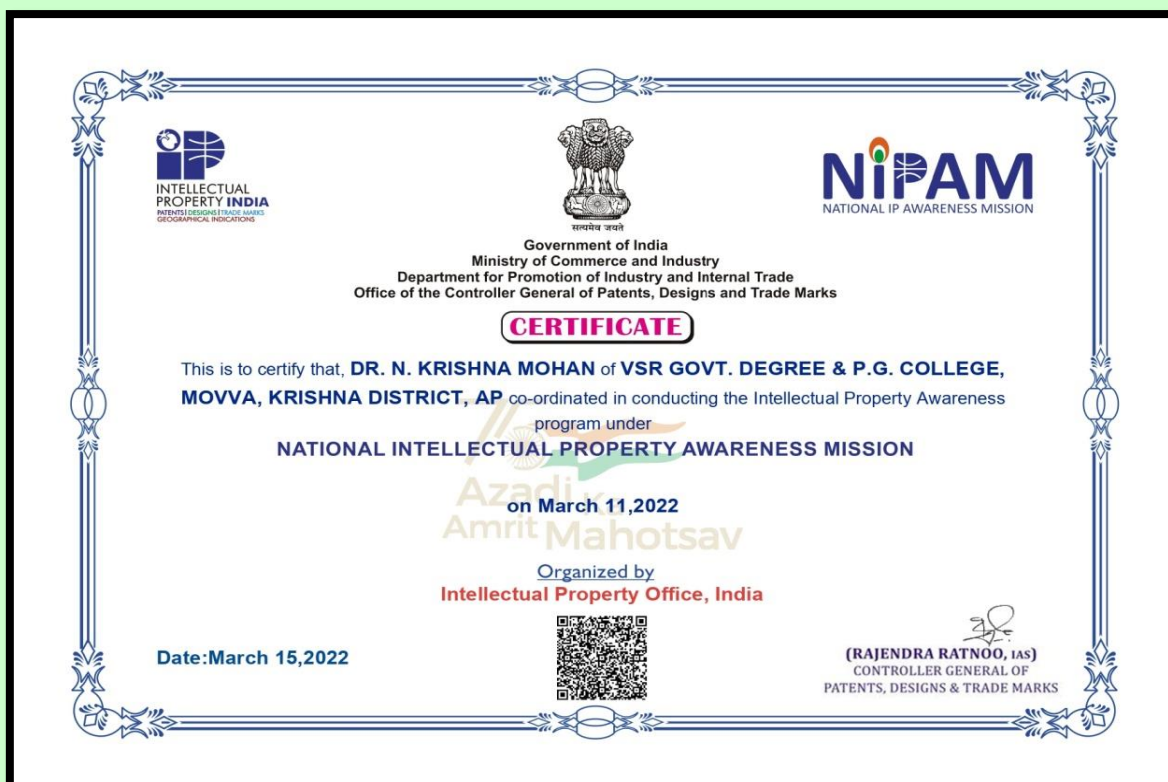 INTELLECTUAL
PROPERTY INDIA
PATENTS | DESIGNS | TRADE MARKS
GEOGRAPHICAL INDICATIONS
सत्यमेव जयते
NIPAM
NATIONAL IP AWARENESS MISSION
Government of India
Ministry of Commerce and Industry
Department for Promotion of Industry and Internal Trade
Office of the Controller General of Patents, Designs and Trade Marks
CERTIFICATE
This is to certify that, DR. N. KRISHNA MOHAN of VSR GOVT. DEGREE & P.G. COLLEGE,
MOVVA, KRISHNA DISTRICT, AP co-ordinated in conducting the Intellectual Property Awareness
program under
NATIONAL INTELLECTUAL PROPERTY AWARENESS MISSION
Azadi Ka
Amrit Mahotsav
on March 11,2022
Organized by
Intellectual Property Office, India
Date:March 15,2022
(RAJENDRA RATNOO, IAS)
CONTROLLER GENERAL OF
PATENTS, DESIGNS & TRADE MARKS